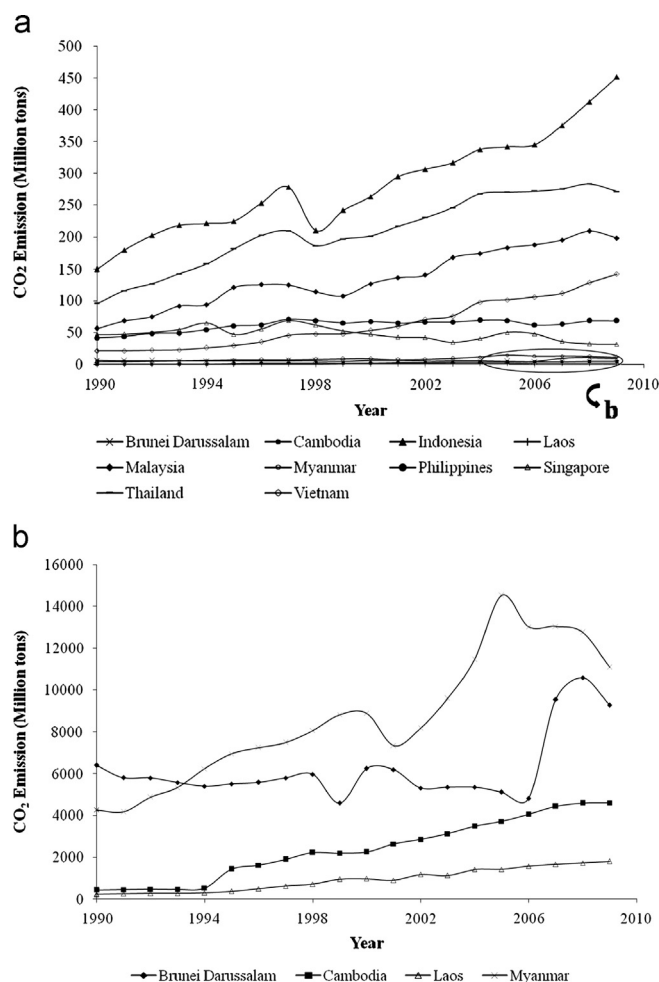 a
500
450
400
350
300
250
200
150
100
50
0
CO2 Emission (Million tons)
1990 1994 1998 2002 2006 2010
Year
b
Brunei Darussalam Cambodia Indonesia Laos
Malaysia Myanmar Philippines Singapore
Thailand Vietnam
b
16000
14000
12000
10000
8000
6000
4000
2000
0
CO₂ Emission (Million tons)
1990 1994 1998 2002 2006 2010
Year
Brunei Darussalam Cambodia Laos Myanmar